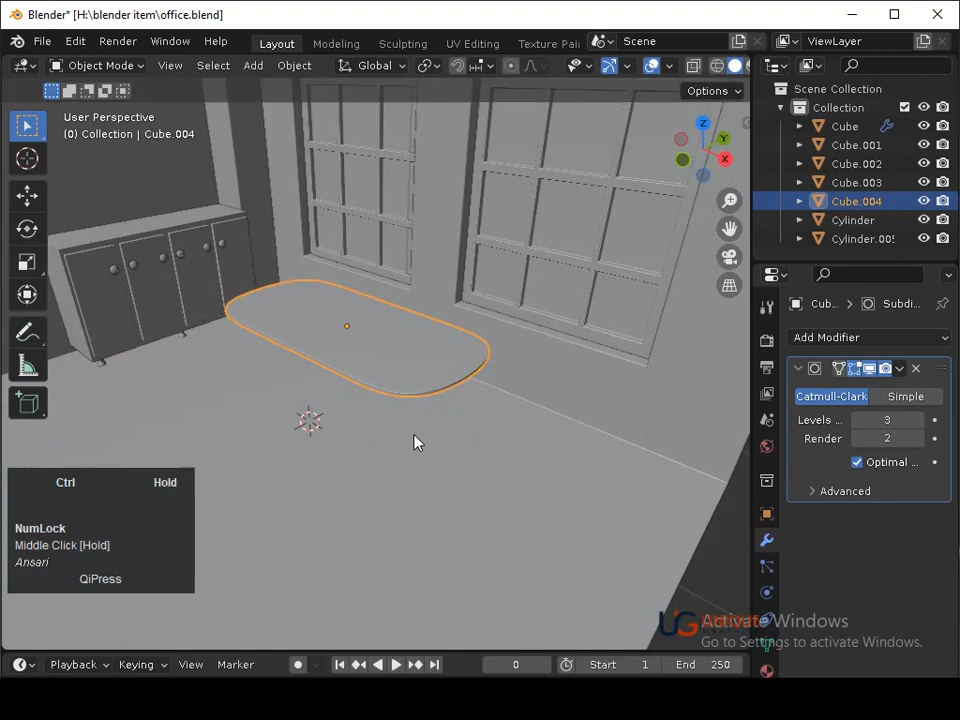 Blender* [H:\blender item\office.blend]
File Edit Render Window Help
Layout Modeling Sculpting UV Editing Texture Pai
Scene
ViewLayer
Object Mode View Select Add Object Global
Options
User Perspective
(0) Collection | Cube.004
Z
Y
X
Scene Collection
Collection
Cube
Cube.001
Cube.002
Cube.003
Cube.004
Cylinder
Cylinder.005
Cub...
Subdi...
Add Modifier
Catmull-Clark Simple
Levels ... 3
Render 2
Optimal ...
Advanced
Ctrl Hold
NumLock
Middle Click [Hold]
Ansari
QiPress
UG
Activate Windows
Go to Settings to activate Windows.
Playback Keying View Marker
0
Start 1
End 250